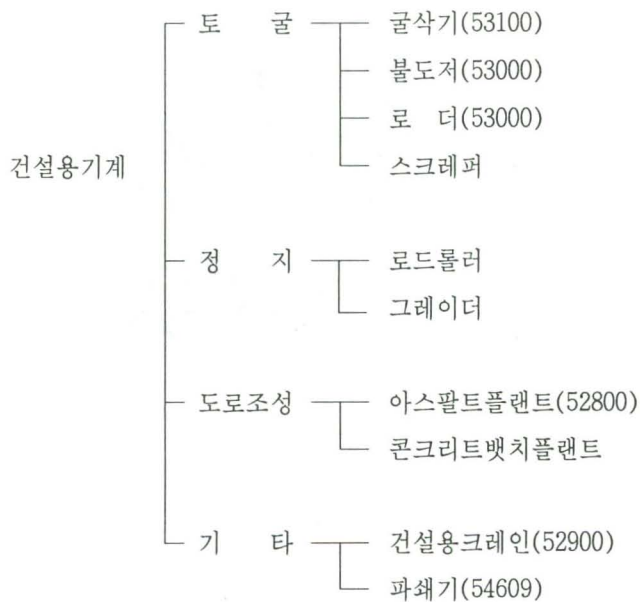 토 굴 굴삭기(53100)
불도저(53000)
로 더(53000)
건설용기계 스크레퍼
정 지 로드롤러
그레이더
도로조성 아스팔트플랜트(52800)
콘크리트뱃치플랜트
기 타 건설용크레인(52900)
파쇄기(54609)